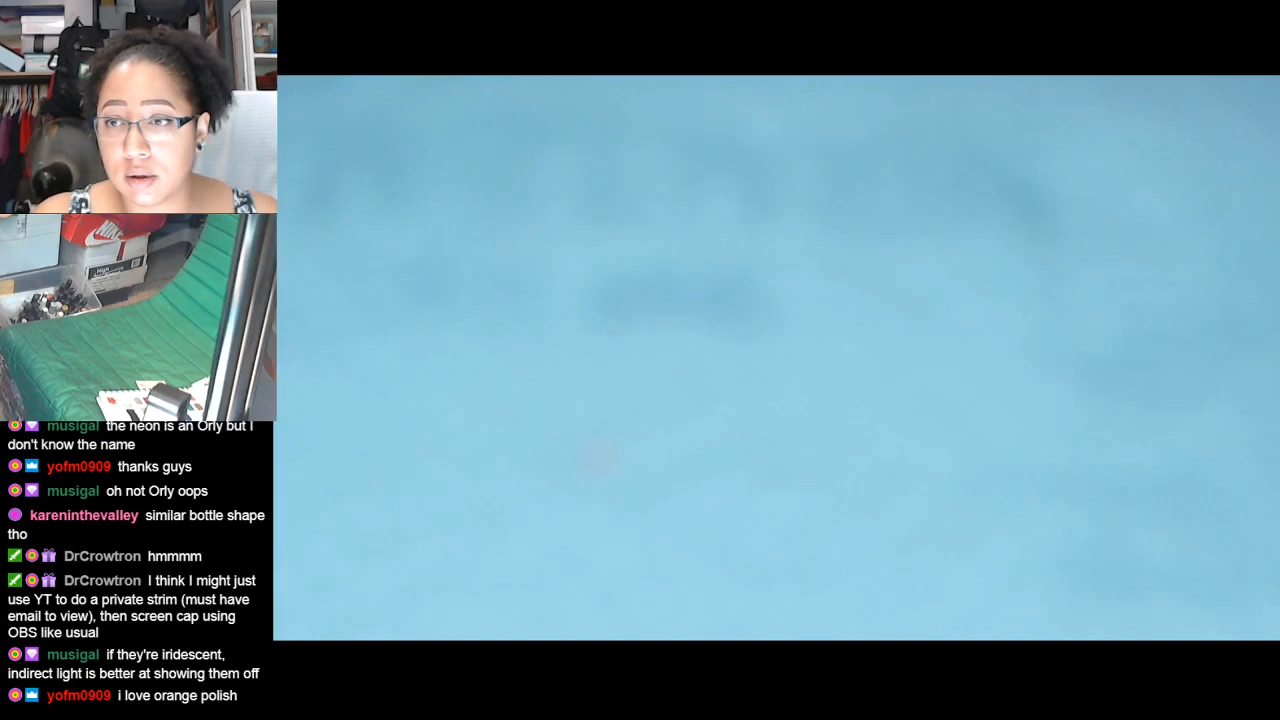 musigal the neon is an Orly but I
don't know the name
yofm0909 thanks guys
musigal oh not Orly oops
kareninthevalley similar bottle shape
tho
DrCrowtron hmmmm
DrCrowtron I think I might just
use YT to do a private strim (must have
email to view), then screen cap using
OBS like usual
musigal if they're iridescent,
indirect light is better at showing them off
yofm0909 i love orange polish